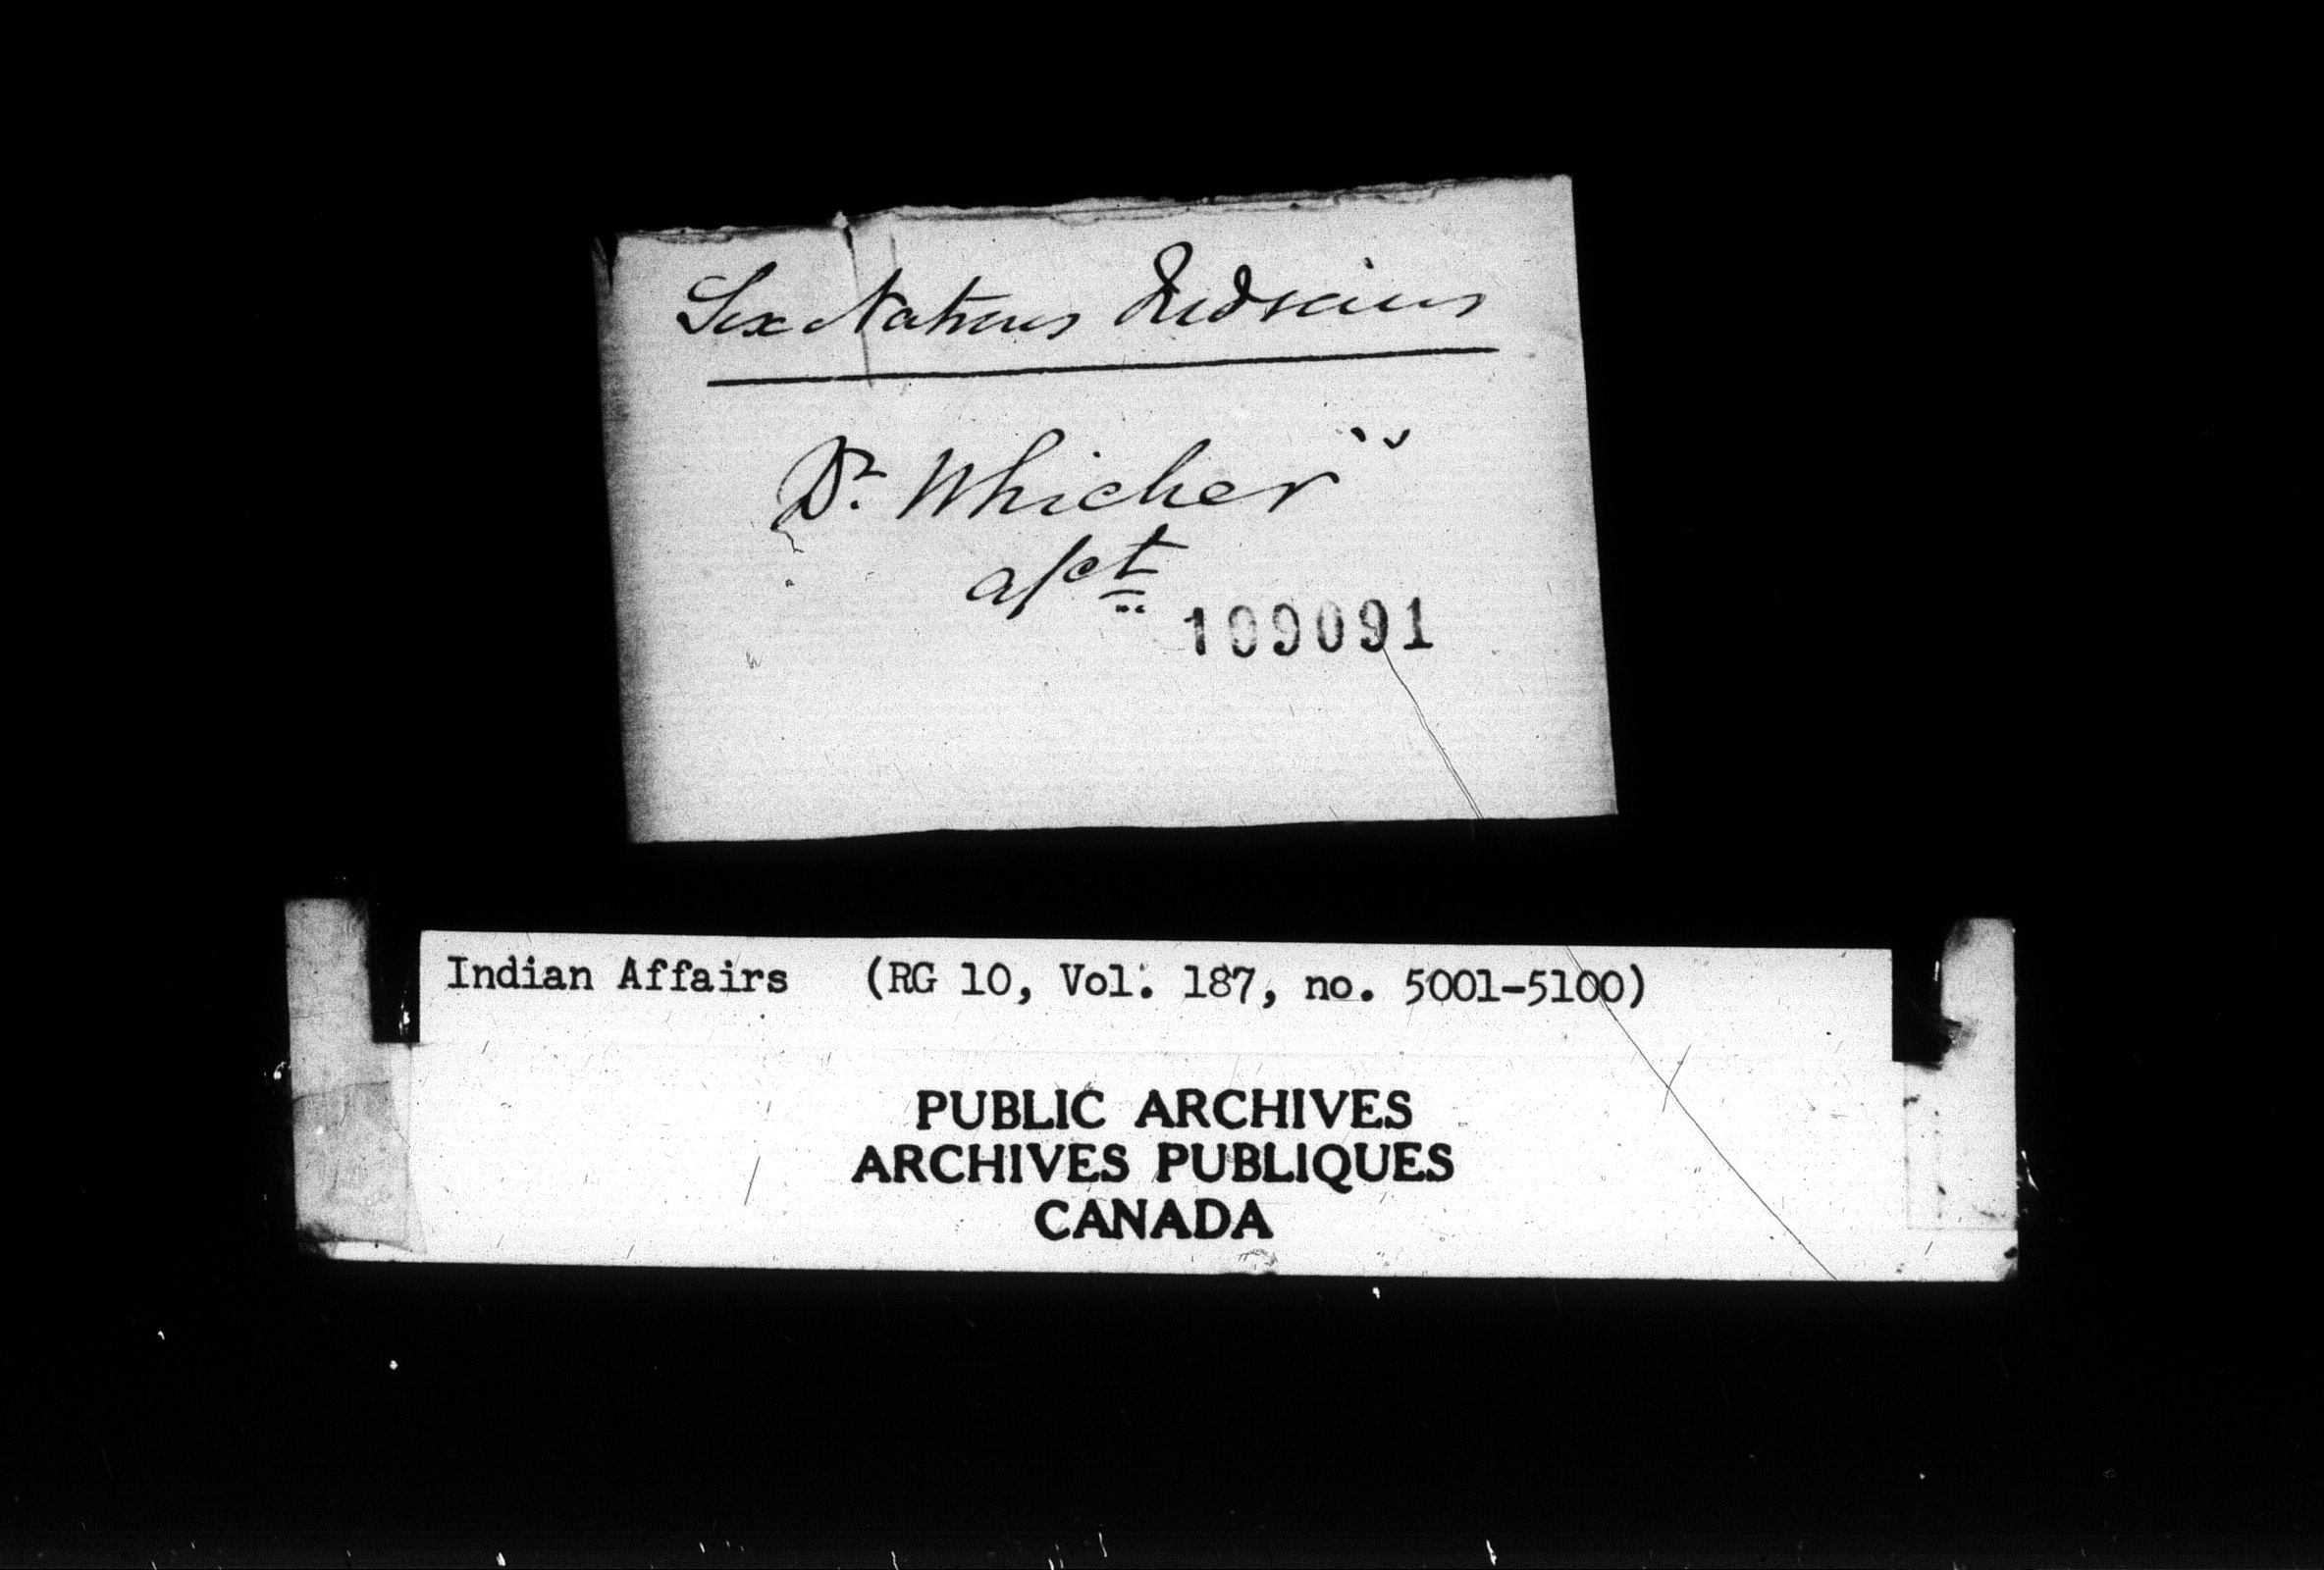 Six Nations Indians
Dr. Whicher"
a/ct
109091
Indian Affairs (RG 10, Vol. 187, no. 5001-5100)
PUBLIC ARCHIVES
ARCHIVES PUBLIQUES
CANADA